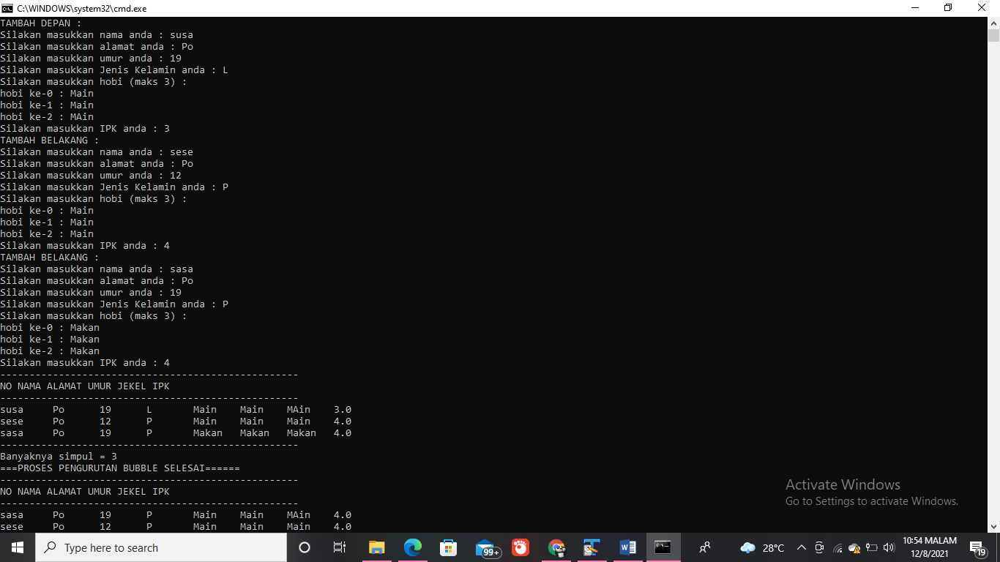 C:\WINDOWS\system32\cmd.exe
TAMBAH DEPAN :
Silakan masukkan nama anda : susa
Silakan masukkan alamat anda : Po
Silakan masukkan umur anda : 19
Silakan masukkan Jenis Kelamin anda : L
Silakan masukkan hobi (maks 3) :
hobi ke-0 : Main
hobi ke-1 : Main
hobi ke-2 : MAin
Silakan masukkan IPK anda : 3
TAMBAH BELAKANG :
Silakan masukkan nama anda : sese
Silakan masukkan alamat anda : Po
Silakan masukkan umur anda : 12
Silakan masukkan Jenis Kelamin anda : P
Silakan masukkan hobi (maks 3) :
hobi ke-0 : Main
hobi ke-1 : Main
hobi ke-2 : Main
Silakan masukkan IPK anda : 4
TAMBAH BELAKANG :
Silakan masukkan nama anda : sasa
Silakan masukkan alamat anda : Po
Silakan masukkan umur anda : 19
Silakan masukkan Jenis Kelamin anda : P
Silakan masukkan hobi (maks 3) :
hobi ke-0 : Makan
hobi ke-1 : Makan
hobi ke-2 : Makan
Silakan masukkan IPK anda : 4
---------------------------------------------------
NO NAMA ALAMAT UMUR JEKEL IPK
---------------------------------------------------
susa Po 19 L Main Main MAin 3.0
sese Po 12 P Main Main Main 4.0
sasa Po 19 P Makan Makan Makan 4.0
---------------------------------------------------
Banyaknya simpul = 3
===PROSES PENGURUTAN BUBBLE SELESAI======
---------------------------------------------------
NO NAMA ALAMAT UMUR JEKEL IPK
---------------------------------------------------
sasa Po 19 P Main Main MAin 4.0
sese Po 12 P Main Main Main 4.0
Activate Windows
Go to Settings to activate Windows.
Type here to search
99+
28°C
10:54 MALAM
12/8/2021
19